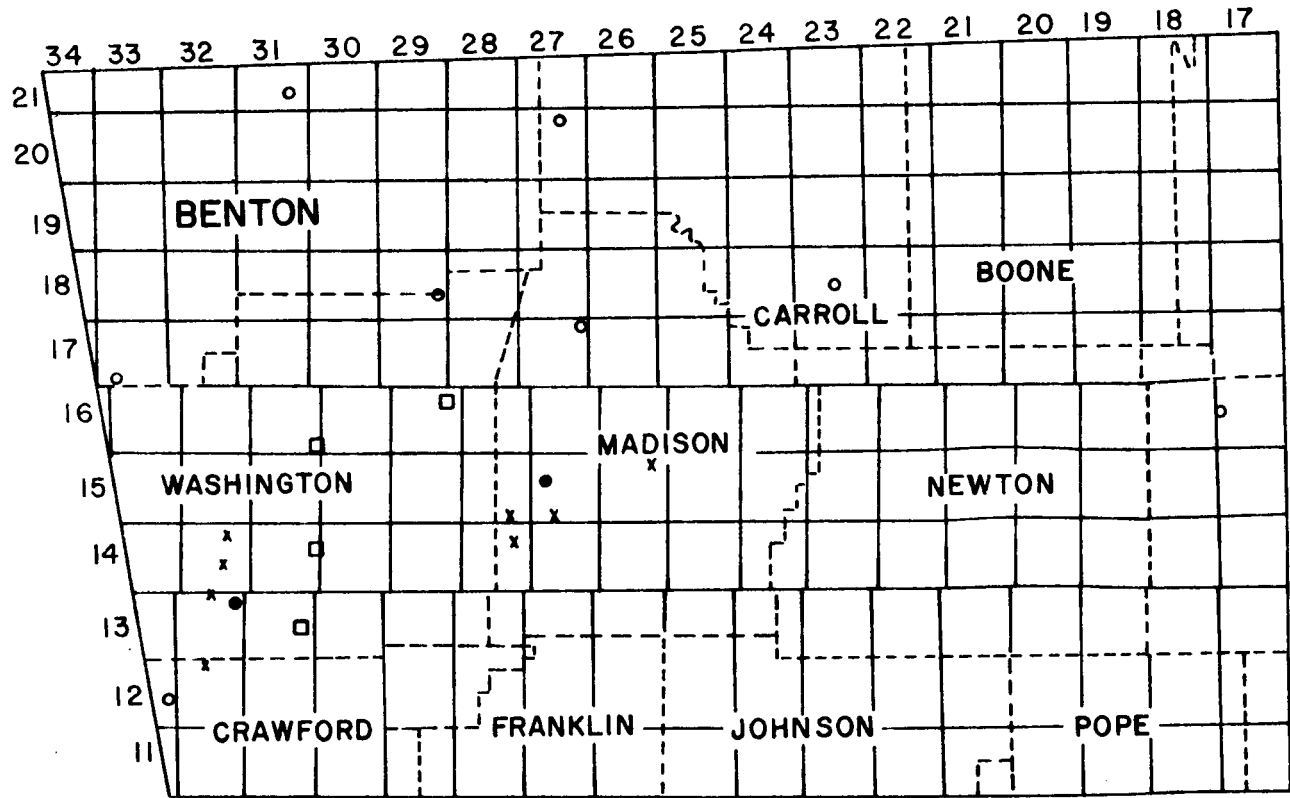 34 33 32 31 30 29 28 27 26 25 24 23 22 21 20 19 18 17
21
20
19
BENTON
18
BOONE
CARROLL
17
16
MADISON
15
WASHINGTON
NEWTON
14
13
12
CRAWFORD
FRANKLIN
JOHNSON
POPE
11